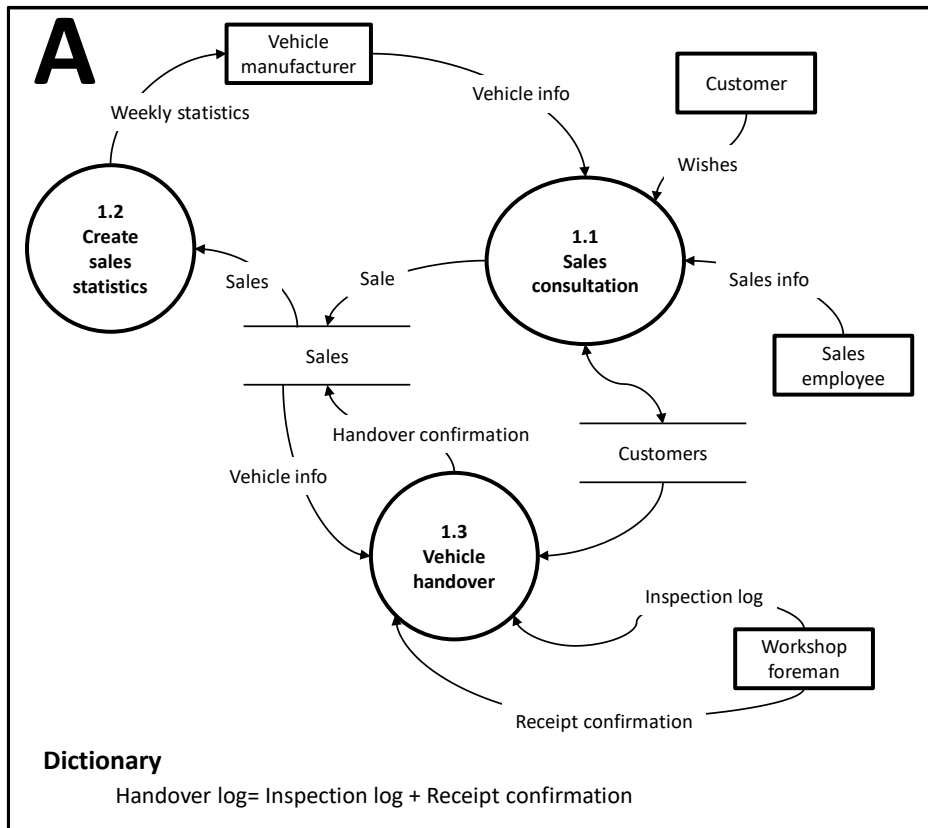 A
Vehicle
manufacturer
Customer
Vehicle info
Weekly statistics
Wishes
1.2
Create
sales
statistics
1.1
Sales
consultation
Sales
Sale
Sales info
Sales
Sales
employee
Handover confirmation
Customers
Vehicle info
1.3
Vehicle
handover
Inspection log
Workshop
foreman
Receipt confirmation
Dictionary
Handover log= Inspection log + Receipt confirmation